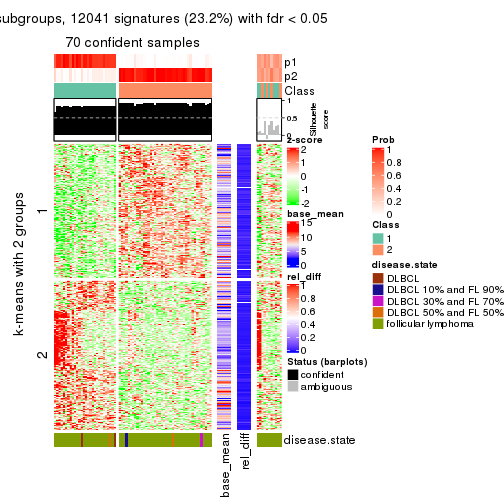 subgroups, 12041 signatures (23.2%) with fdr < 0.05
70 confident samples
p1
p2
Class
1
0.5
0
Silhouette
score
k-means with 2 groups
1
2
z-score
2
1
0
-1
-2
base_mean
15
10
5
0
rel_diff
1
0.8
0.6
0.4
0.2
0
Status (barplots)
confident
ambiguous
Prob
1
0.8
0.6
0.4
0.2
0
Class
1
2
disease.state
DLBCL
DLBCL 10% and FL 90%
DLBCL 30% and FL 70%
DLBCL 50% and FL 50%
follicular lymphoma
disease.state
base_mean
rel_diff